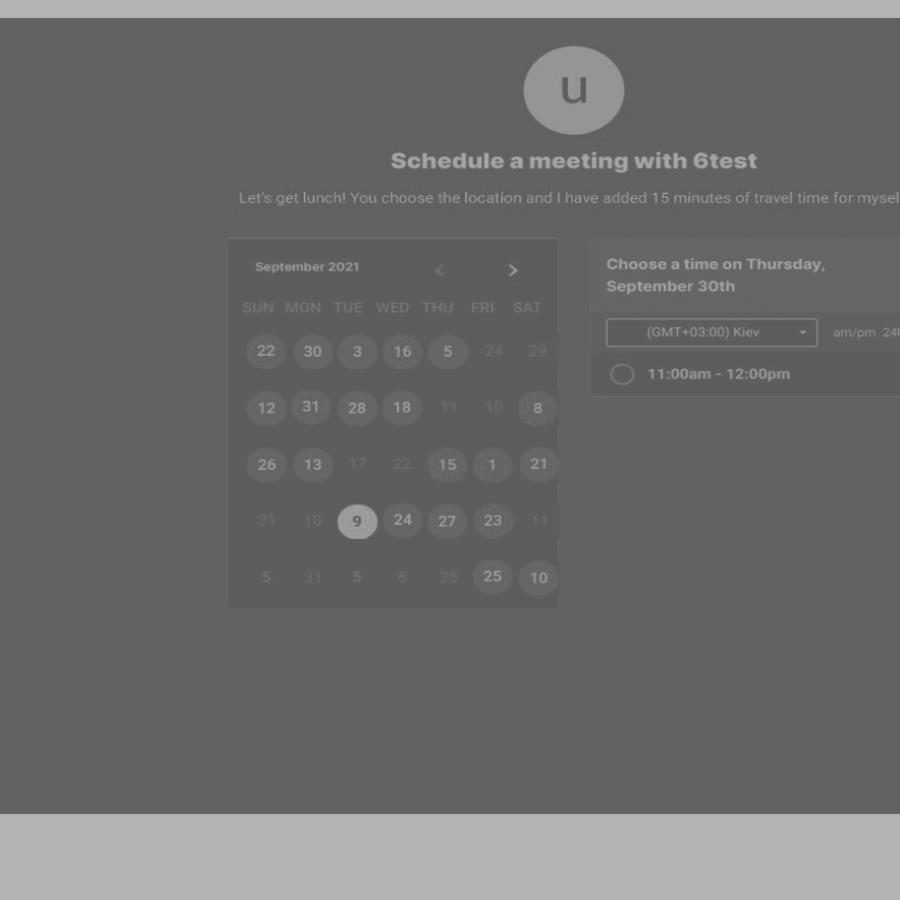 u
Schedule a meeting with 6test
Let's get lunch! You choose the location and I have added 15 minutes of travel time for mysel
September 2021
SUN MON TUE WED THU FRI SAT
22 30 3 16 5 24 29
12 31 28 18 11 10 8
26 13 17 22 15 1 21
21 10 9 24 27 23 11
5 31 5 8 25 25 10
Choose a time on Thursday,
September 30th
(GMT+03:00) Kiev
am/pm 24h
11:00am - 12:00pm